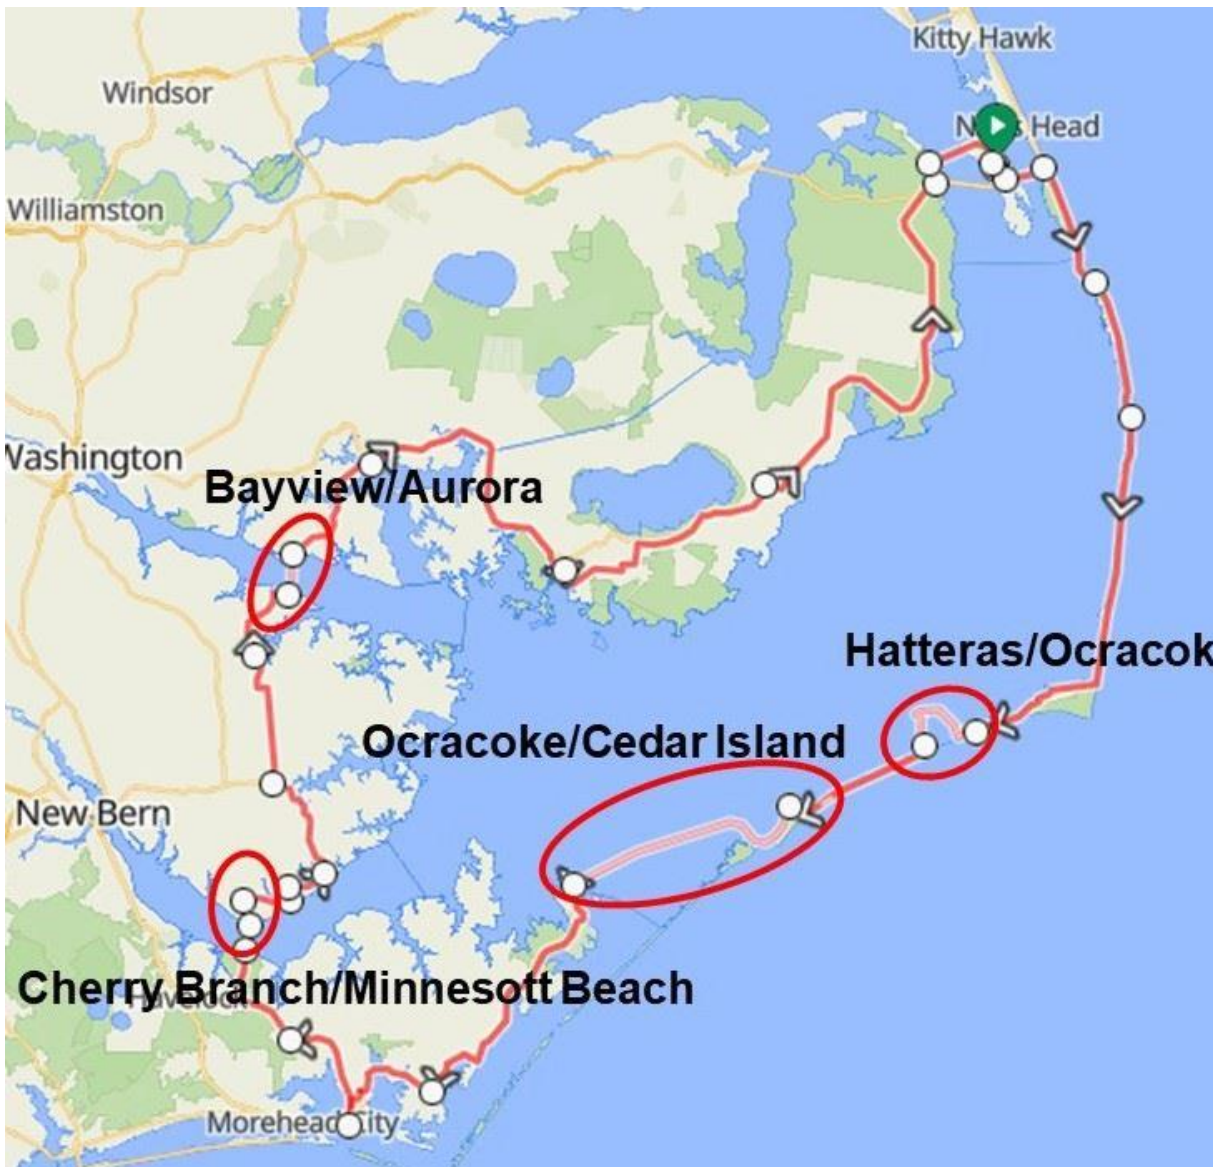 Kitty Hawk
Windsor
Head
Williamston
Washington
Bayview/Aurora
Hatteras/Ocracok
Ocracoke/Cedar Island
New Bern
Cherry Branch/Minnesott Beach
Morehead City